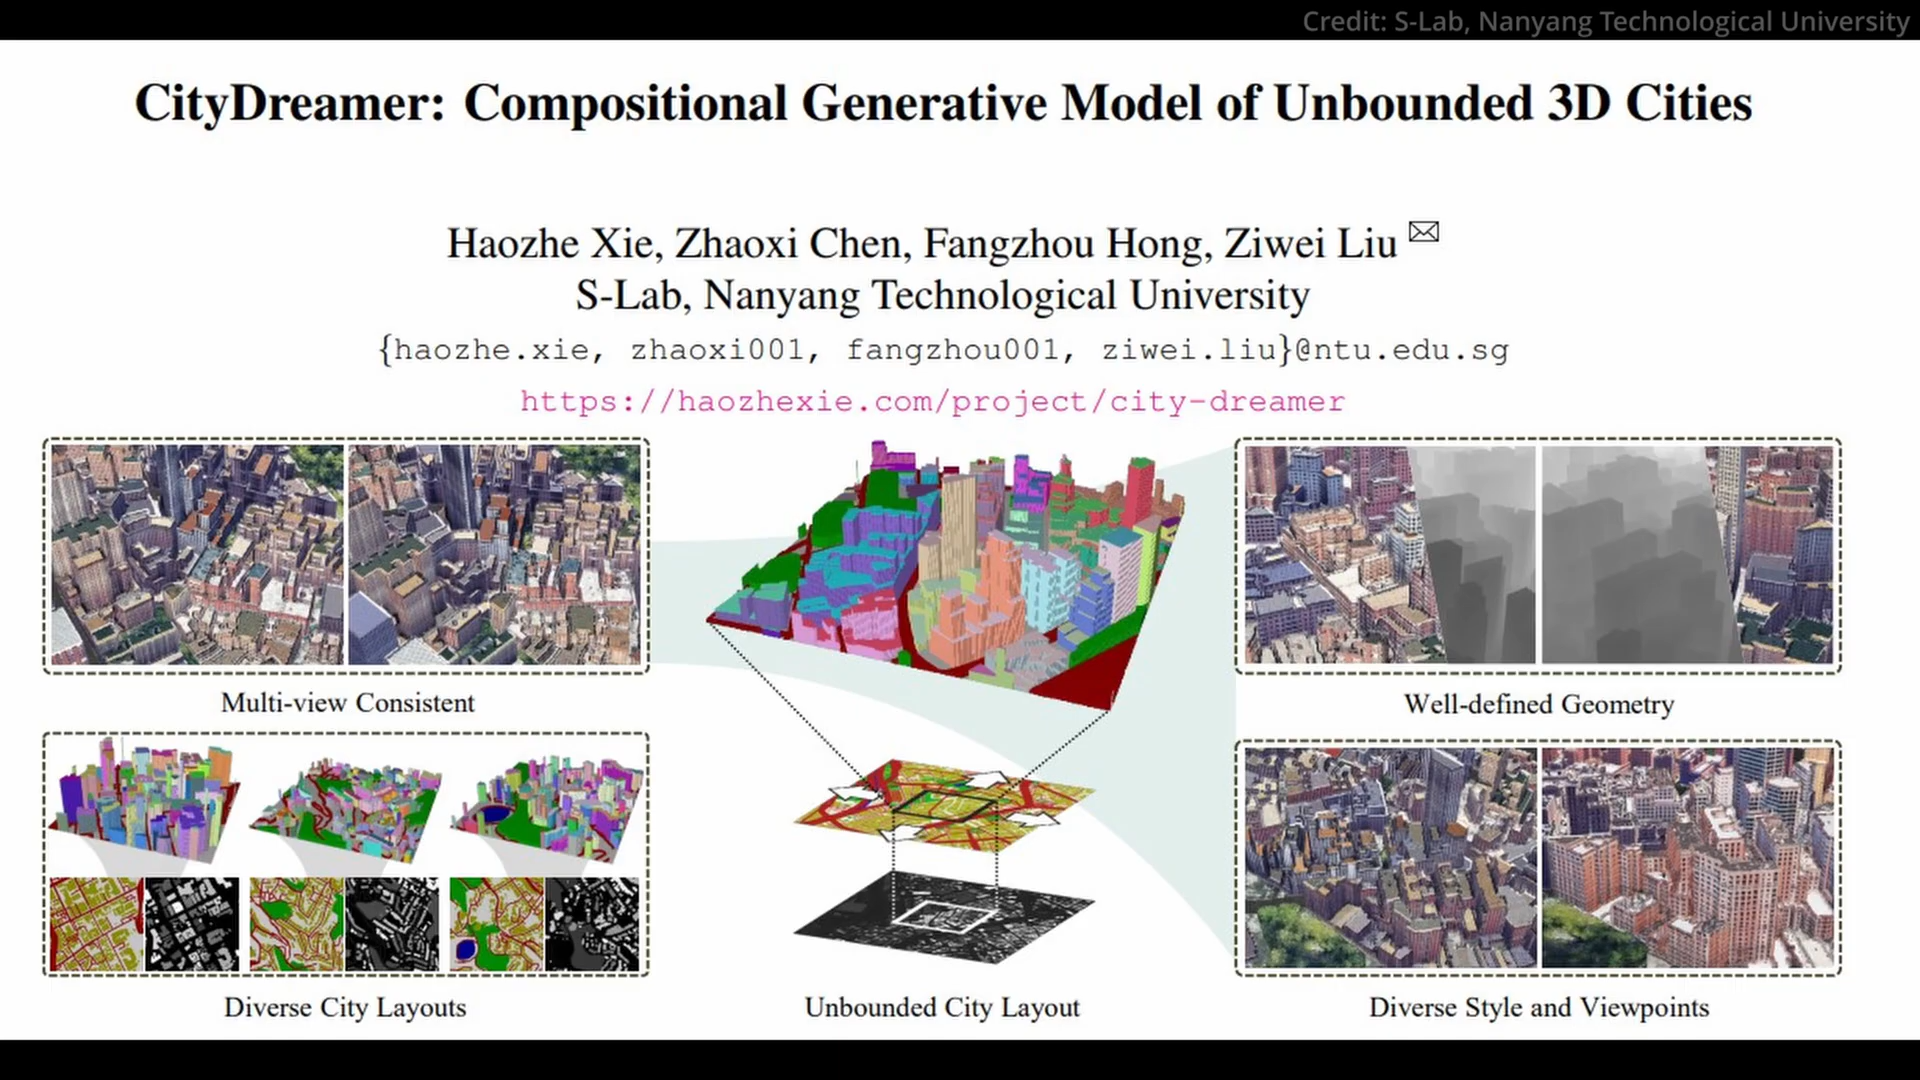 Credit: S-Lab, Nanyang Technological University
CityDreamer: Compositional Generative Model of Unbounded 3D Cities
Haozhe Xie, Zhaoxi Chen, Fangzhou Hong, Ziwei Liu
S-Lab, Nanyang Technological University
{haozhe.xie, zhaoxi001, fangzhou001, ziwei.liu}@ntu.edu.sg
https://haozhexie.com/project/city-dreamer
Multi-view Consistent
Well-defined Geometry
Diverse City Layouts
Unbounded City Layout
Diverse Style and Viewpoints